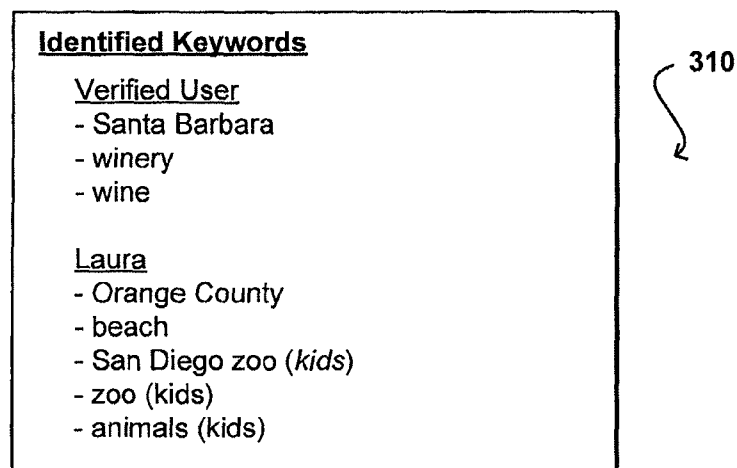 Identified Keywords
310
Verified User
- Santa Barbara
- winery
- wine
Laura
- Orange County
- beach
- San Diego zoo (kids)
- zoo (kids)
- animals (kids)